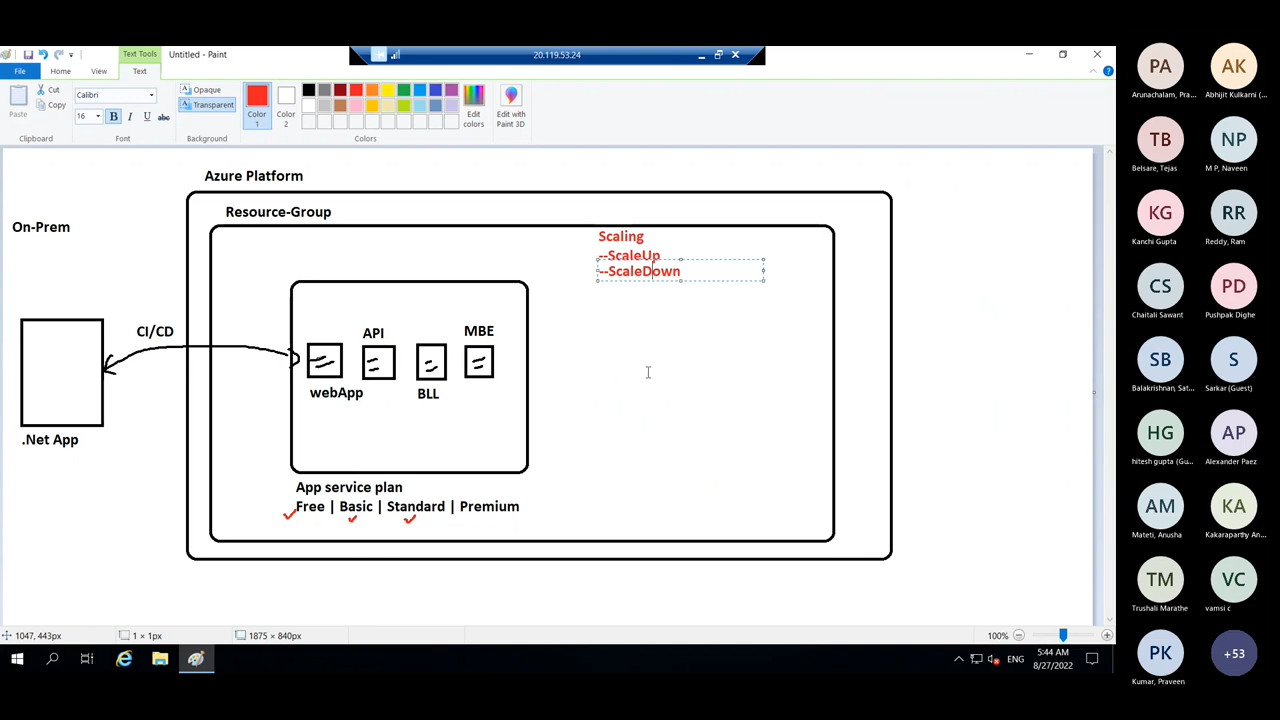 Text Tools
Untitled - Paint
20.119.53.24
File
Home
View
Text
Paste
Cut
Copy
Clipboard
Calibri
16
B I U abc
Font
Opaque
Transparent
Background
Color 1
Color 2
Edit colors
Edit with Paint 3D
Colors
Azure Platform
Resource-Group
On-Prem
Scaling
--ScaleUp
--ScaleDown
CI/CD
API
MBE
webApp
BLL
.Net App
App service plan
Free | Basic | Standard | Premium
1047, 443px
1 × 1px
1875 × 840px
100%
ENG
5:44 AM
8/27/2022
PA
Arunachalam, Pra...
AK
Abhijit Kulkarni (...
TB
Belsare, Tejas
NP
M P, Naveen
KG
Kanchi Gupta
RR
Reddy, Ram
CS
Chaitali Sawant
PD
Pushpak Dighe
SB
Balakrishnan, Sat...
S
Sarkar (Guest)
HG
hitesh gupta (Gu...
AP
Alexander Paez
AM
Mateti, Anusha
KA
Kakaraparthy An...
TM
Trushali Marathe
VC
vamsi c
PK
Kumar, Praveen
+53